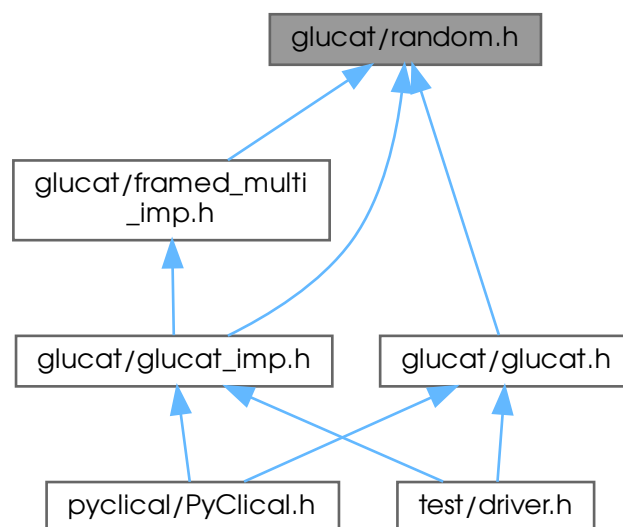 glucat/random.h
glucat/framed_multi
_imp.h
glucat/glucat_imp.h
glucat/glucat.h
pyclical/PyClical.h
test/driver.h